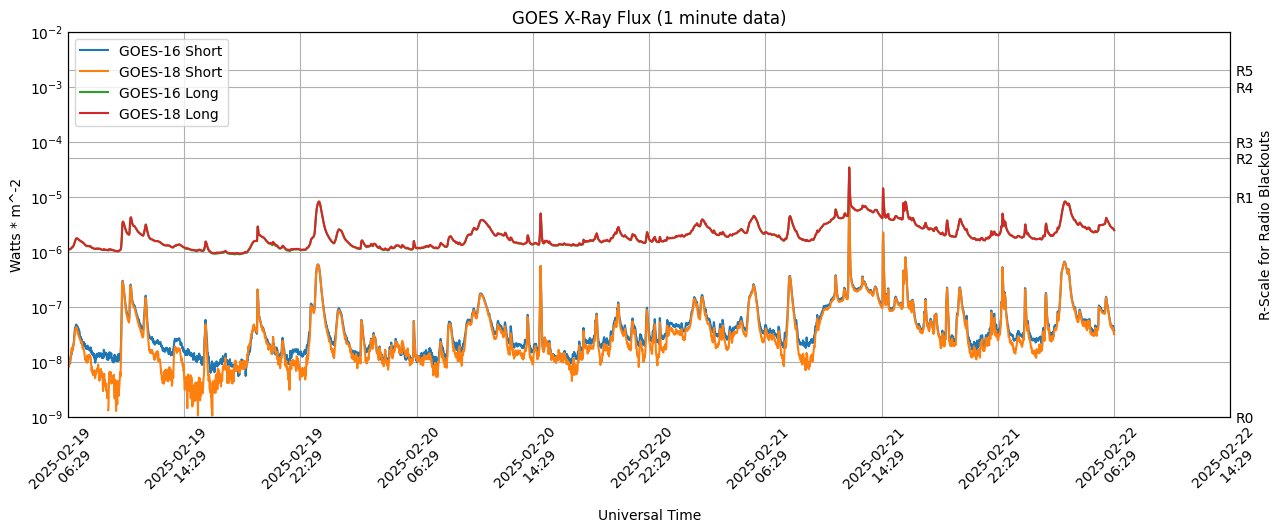 GOES X-Ray Flux (1 minute data)
GOES-16 Short
GOES-18 Short
GOES-16 Long
GOES-18 Long
10^-2
10^-3
10^-4
10^-5
10^-6
10^-7
10^-8
10^-9
Watts * m^-2
R5
R4
R3
R2
R1
R0
R-Scale for Radio Blackouts
2025-02-19
06:29
2025-02-19
14:29
2025-02-19
22:29
2025-02-20
06:29
2025-02-20
14:29
2025-02-20
22:29
2025-02-21
06:29
2025-02-21
14:29
2025-02-21
22:29
2025-02-22
06:29
2025-02-22
14:29
Universal Time